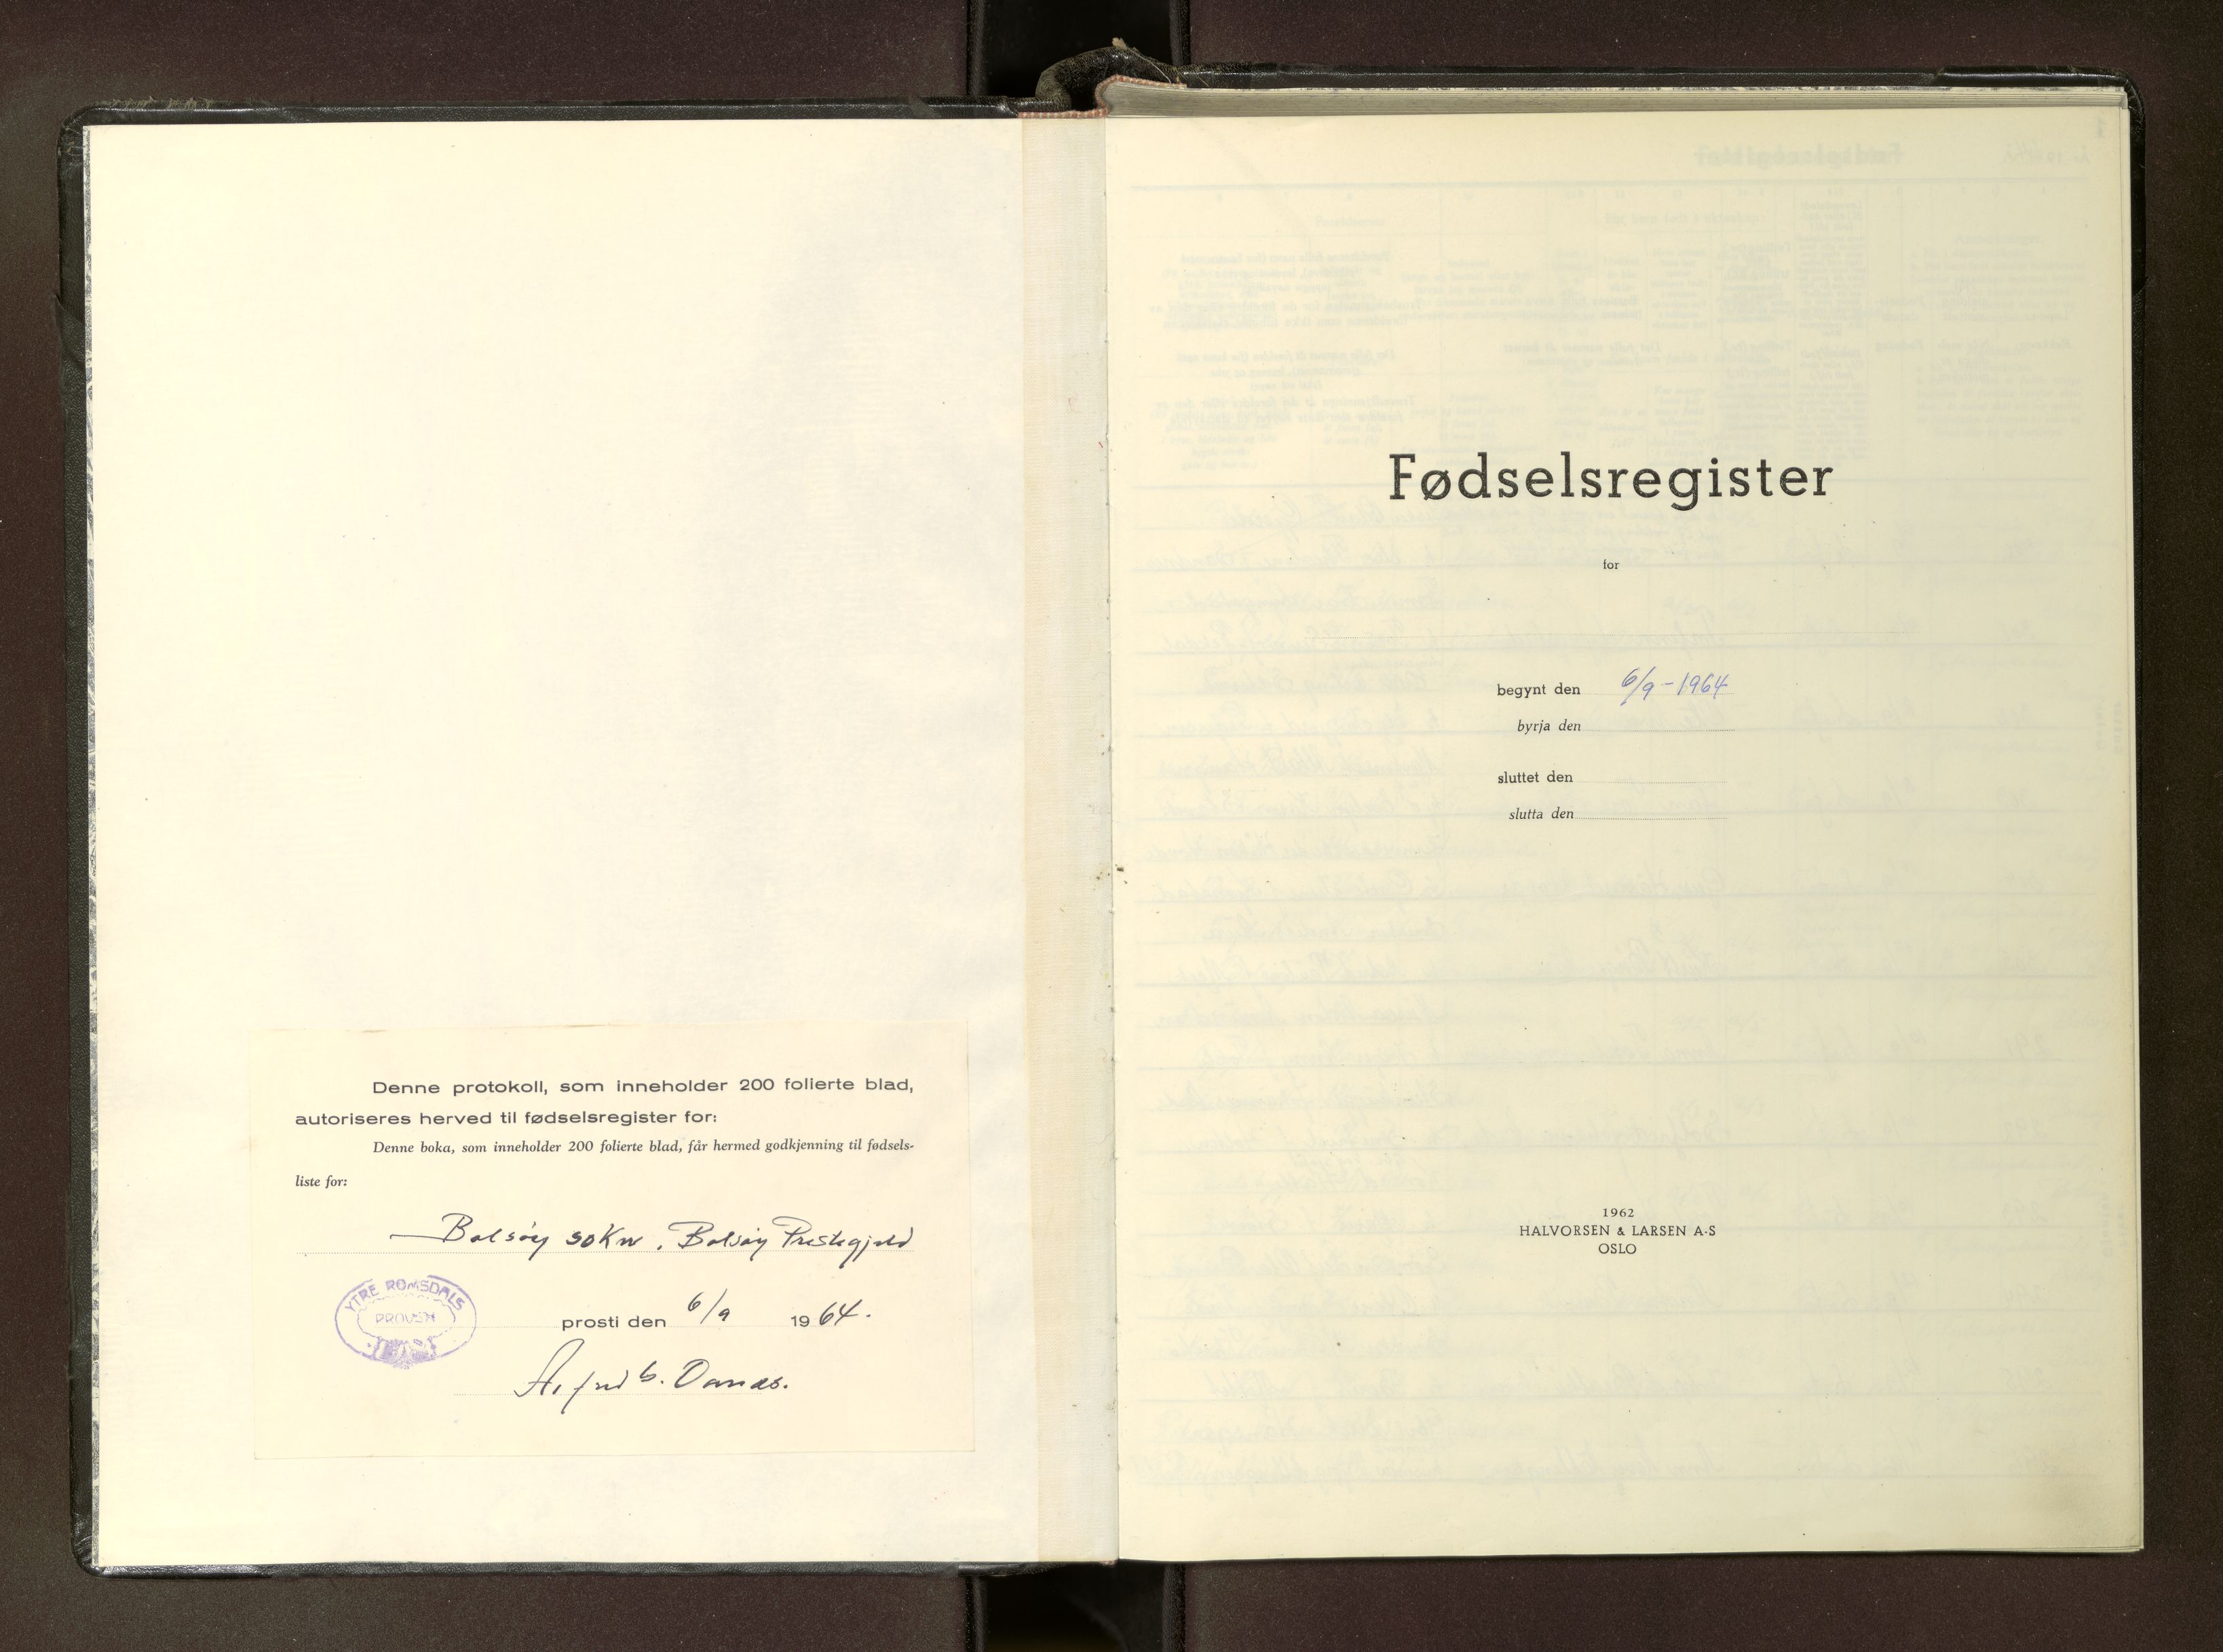 Denne protokoll, som inneholder 200 folierte blad,
autoriseres herved til fødselsregister for:
Denne boka, som inneholder 200 folierte blad, får hermed godkjenning til fødsels-
liste for:
Bolsøy sokn, Bolsøy Prestegjeld
YTRE ROMSDALS
PROVSTI
prosti den 6/9 1964.
Fødselsregister
for
begynt den 6/9-1964
byrja den
sluttet den
slutta den
1962
HALVORSEN & LARSEN A-S
OSLO